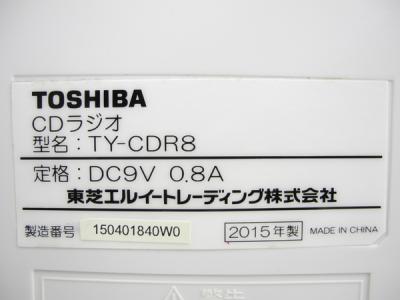 TOSHIBA
CDラジオ
型名：TY-CDR8
定格：DC9V 0.8A
東芝エルイートレーディング株式会社
製造番号 150401840W0 2015年製 MADE IN CHINA